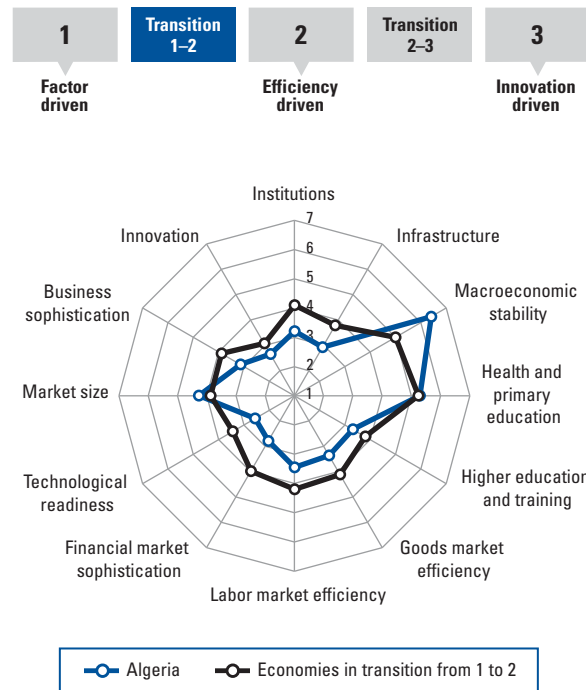 1
Transition
1–2
2
Transition
2–3
3
Factor
driven
Efficiency
driven
Innovation
driven
Institutions
7
Innovation
Infrastructure
6
5
Business
sophistication
Macroeconomic
stability
4
3
2
Market size
1
Health and
primary
education
Technological
readiness
Higher education
and training
Financial market
sophistication
Goods market
efficiency
Labor market efficiency
Algeria
Economies in transition from 1 to 2